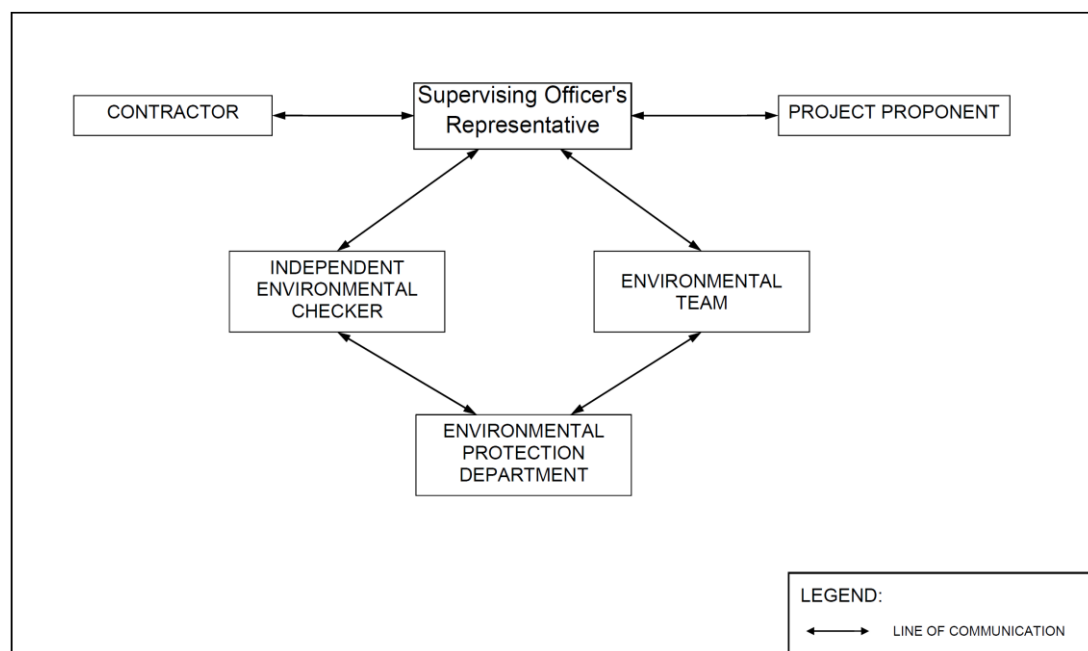 CONTRACTOR
Supervising Officer's
Representative
PROJECT PROPONENT
INDEPENDENT
ENVIRONMENTAL
CHECKER
ENVIRONMENTAL
TEAM
ENVIRONMENTAL
PROTECTION
DEPARTMENT
LEGEND:
LINE OF COMMUNICATION